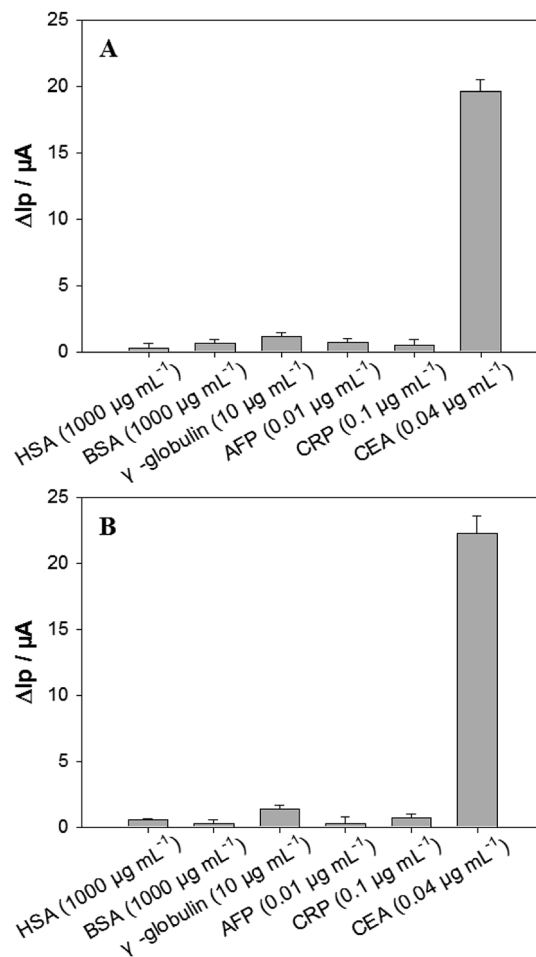 A
25
20
15
10
5
0
ΔIp / µA
HSA (1000 µg mL⁻¹)
BSA (1000 µg mL⁻¹)
γ -globulin (10 µg mL⁻¹)
AFP (0.01 µg mL⁻¹)
CRP (0.1 µg mL⁻¹)
CEA (0.04 µg mL⁻¹)
B
25
20
15
10
5
0
ΔIp / µA
HSA (1000 µg mL⁻¹)
BSA (1000 µg mL⁻¹)
γ -globulin (10 µg mL⁻¹)
AFP (0.01 µg mL⁻¹)
CRP (0.1 µg mL⁻¹)
CEA (0.04 µg mL⁻¹)